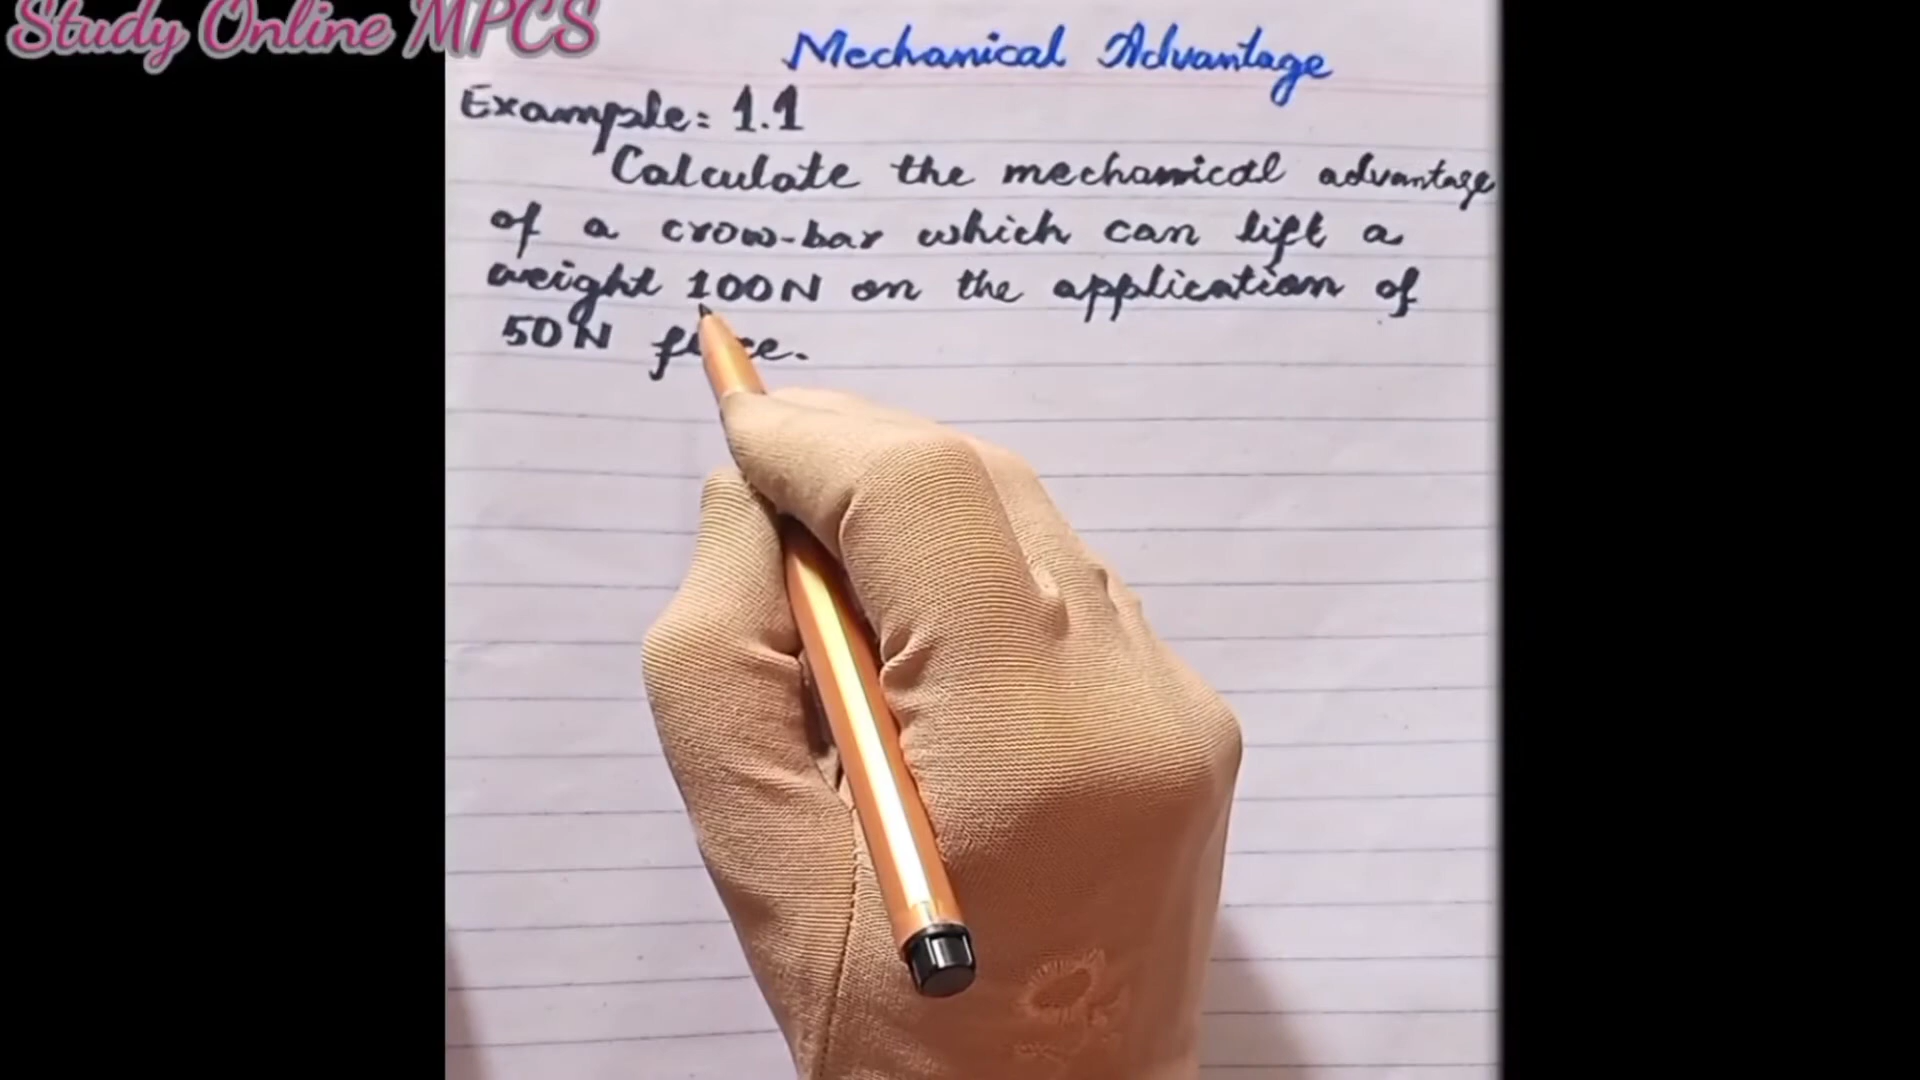 Study Online MPCS
Mechanical Advantage
Example: 1.1
Calculate the mechanical advantage
of a crow-bar which can lift a
weight 100N on the application of
50N